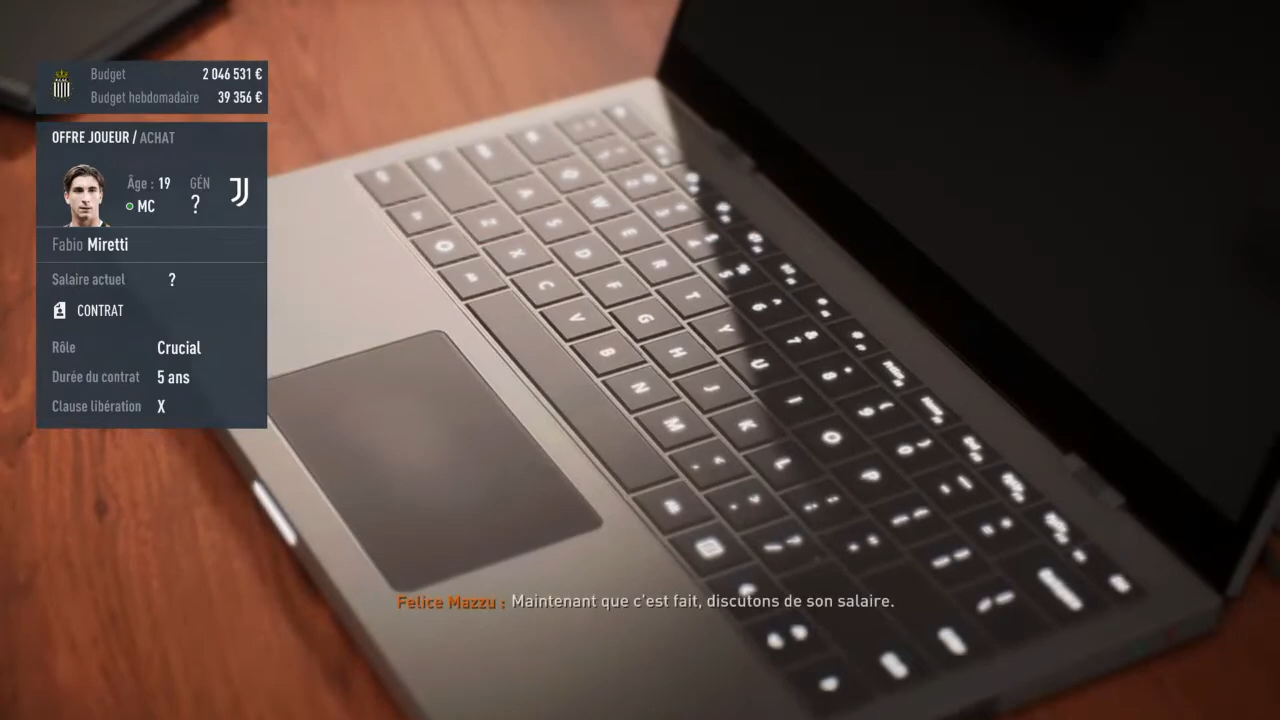 Budget 2 046 531 €
Budget hebdomadaire 39 356 €
OFFRE JOUEUR / ACHAT
Âge : 19 GÉN
MC ?
Fabio Miretti
Salaire actuel ?
CONTRAT
Rôle Crucial
Durée du contrat 5 ans
Clause libération X
Felice Mazzu : Maintenant que c'est fait, discutons de son salaire.